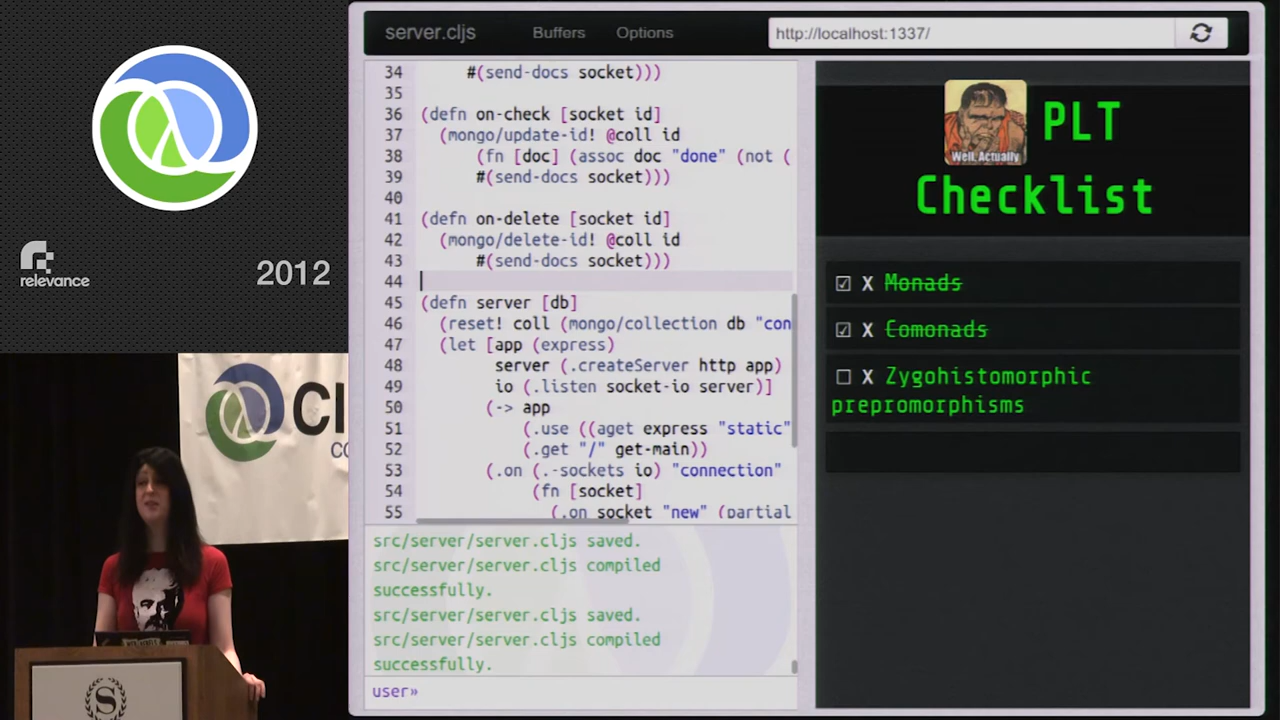 relevance
2012
Cl
CO
S
server.cljs
Buffers
Options
http://localhost:1337/
34 #(send-docs socket)))
35
36 (defn on-check [socket id]
37 (mongo/update-id! @coll id
38 (fn [doc] (assoc doc "done" (not (
39 #(send-docs socket)))
40
41 (defn on-delete [socket id]
42 (mongo/delete-id! @coll id
43 #(send-docs socket)))
44
45 (defn server [db]
46 (reset! coll (mongo/collection db "con
47 (let [app (express)
48 server (.createServer http app)
49 io (.listen socket-io server)]
50 (-> app
51 (.use ((aget express "static"
52 (.get "/" get-main))
53 (.on (.-sockets io) "connection"
54 (fn [socket]
55 (.on socket "new" (partial
src/server/server.cljs saved.
src/server/server.cljs compiled
successfully.
src/server/server.cljs saved.
src/server/server.cljs compiled
successfully.
user»
Well, Actually
PLT
Checklist
X Monads
X Comonads
X Zygohistomorphic
prepromorphisms